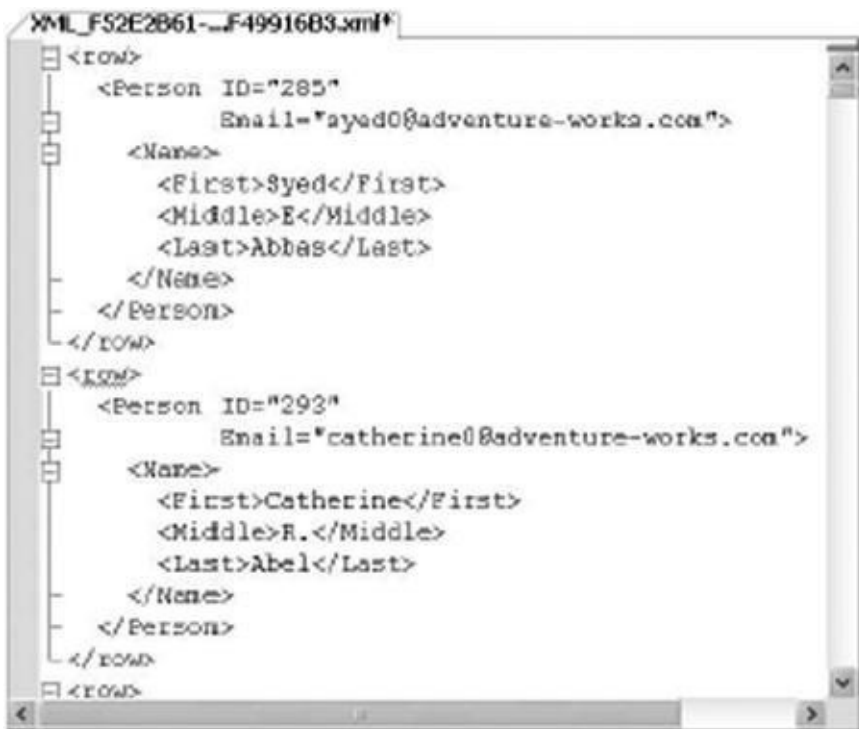 XML_F52E2B61-...F49916B3.xml*
<row>
<Person ID="285"
Email="syed0@adventure-works.com">
<Name>
<First>Syed</First>
<Middle>E</Middle>
<Last>Abbas</Last>
</Name>
</Person>
</row>
<row>
<Person ID="293"
Email="catherine0@adventure-works.com">
<Name>
<First>Catherine</First>
<Middle>R.</Middle>
<Last>Abel</Last>
</Name>
</Person>
</row>
<row>